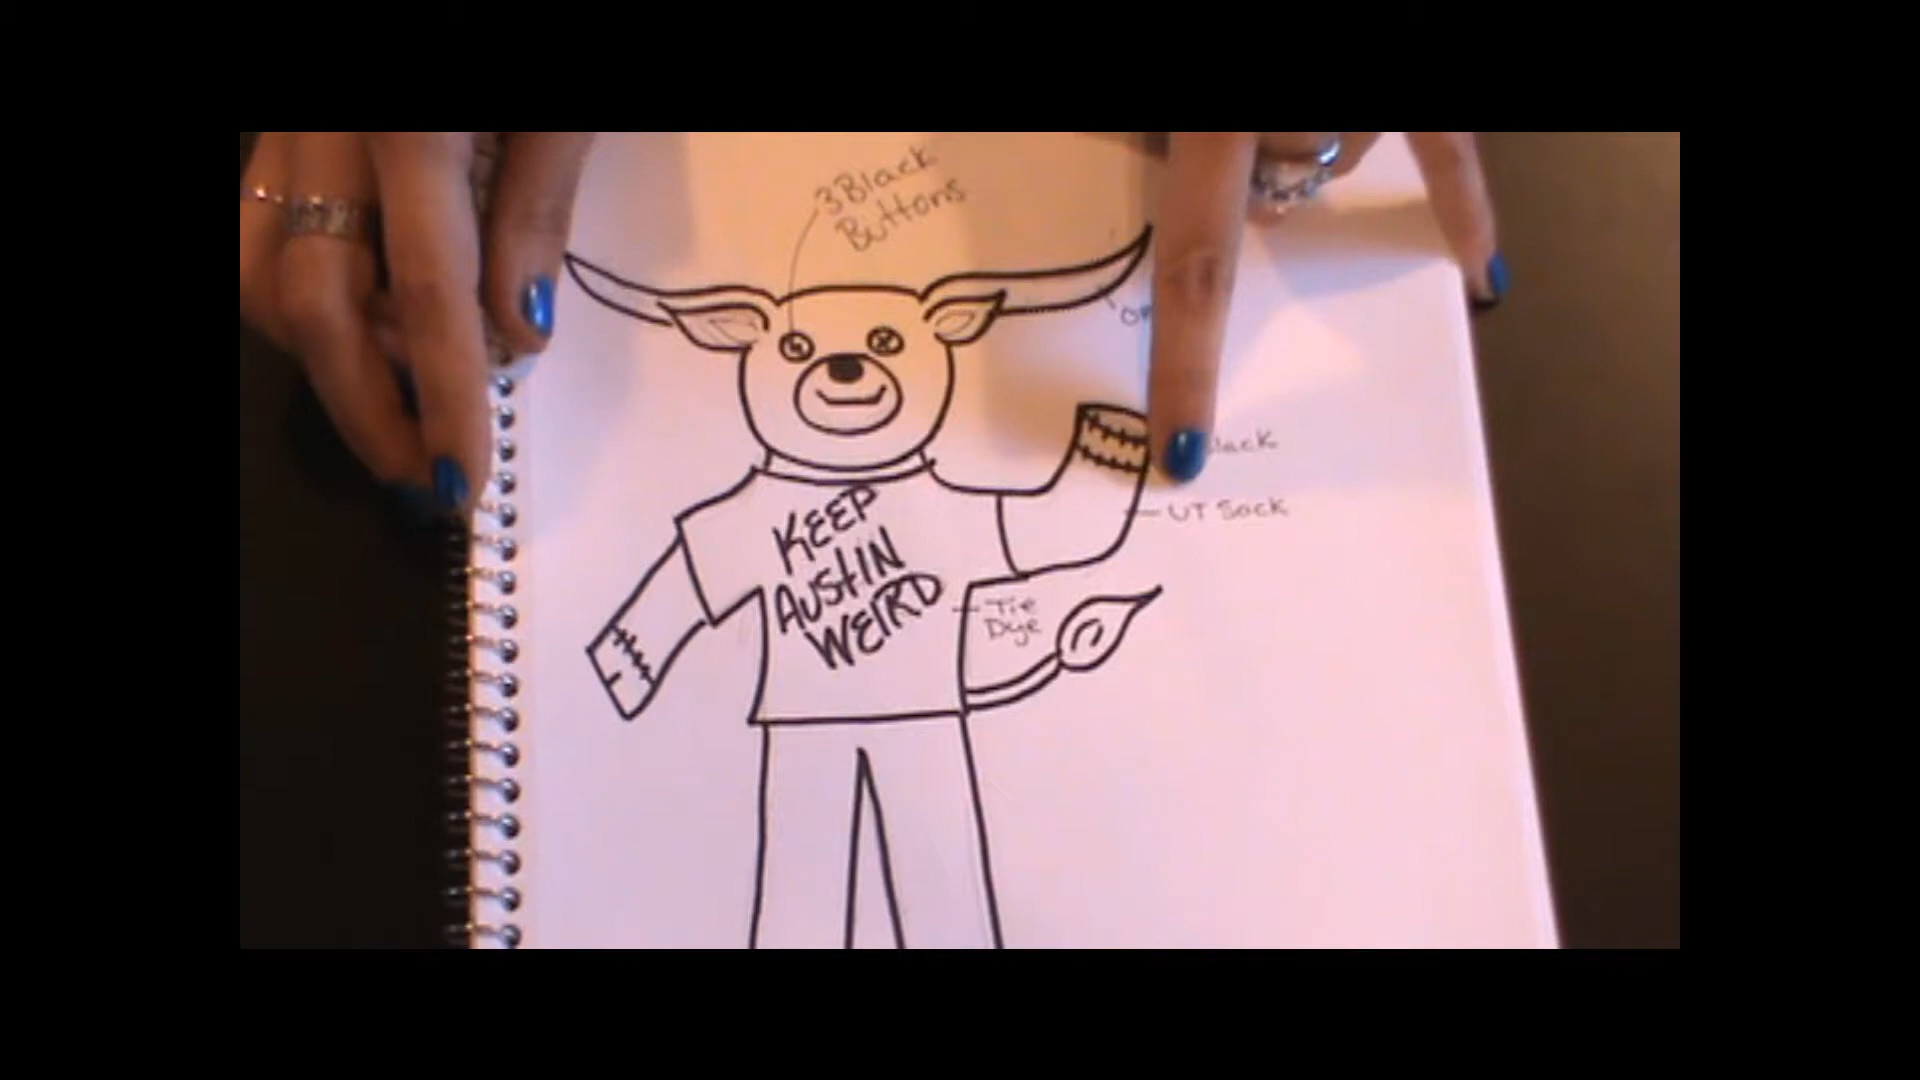 3 Black
Buttons
KEEP
AUSTIN
WEIRD
UT Sock
Tie
Dye